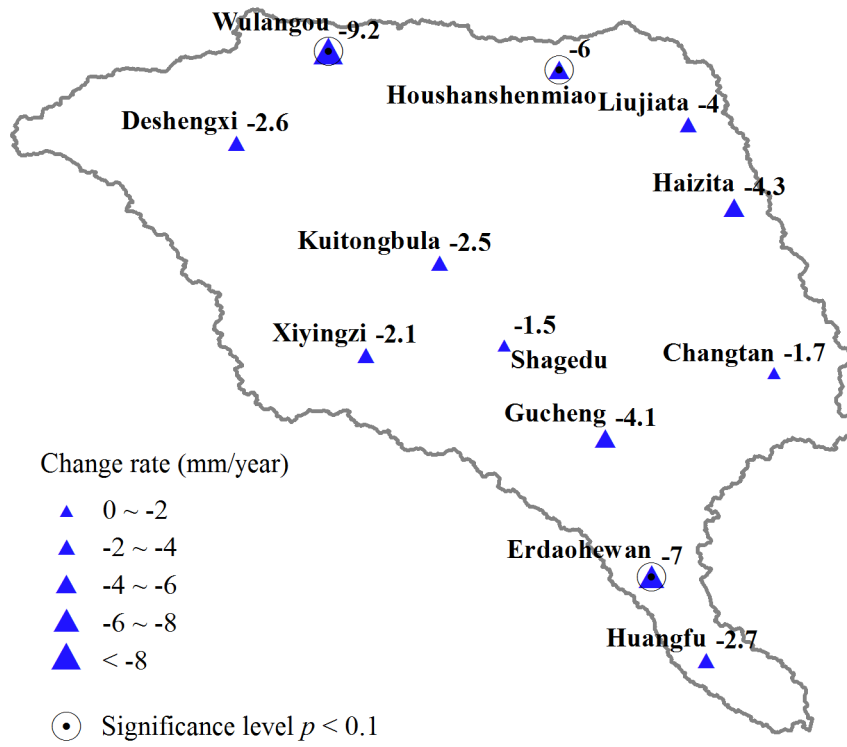 Wulangou -9.2
-6
Houshanshenmiao
Liujiata -4
Deshengxi -2.6
Haizita -4.3
Kuitongbula -2.5
Xiyingzi -2.1
-1.5
Shagedu
Changtan -1.7
Gucheng -4.1
Erdaohewan -7
Huangfu -2.7
Change rate (mm/year)
0 ~ -2
-2 ~ -4
-4 ~ -6
-6 ~ -8
< -8
Significance level p < 0.1